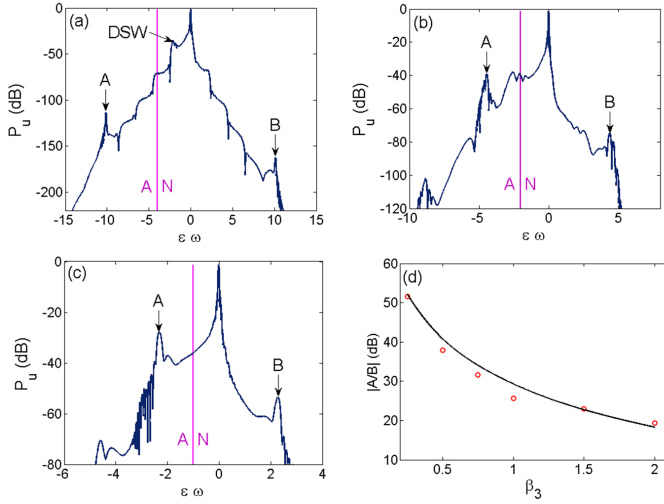 (a)
DSW
A
B
A N
P_u (dB)
0
-50
-100
-150
-200
-15 -10 -5 0 5 10 15
ε ω
(b)
A
B
A N
P_u (dB)
0
-20
-40
-60
-80
-100
-120
-10 -5 0 5
ε ω
(c)
A
B
A N
P_u (dB)
0
-20
-40
-60
-80
-6 -4 -2 0 2 4
ε ω
(d)
|A/B| (dB)
60
50
40
30
20
10
0.5 1 1.5 2
β_3